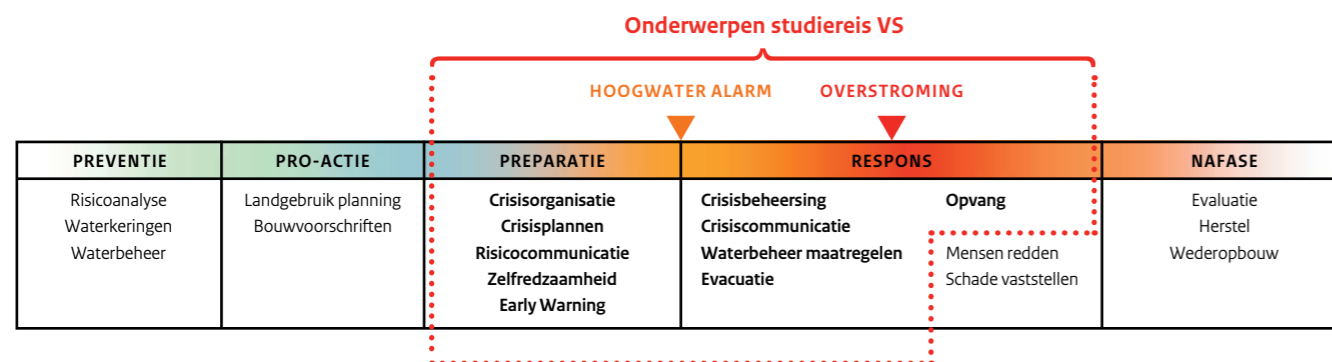 Onderwerpen studiereis VS
HOOGWATER ALARM
OVERSTROMING
PREVENTIE
PRO-ACTIE
PREPARATIE
RESPONS
NAFASE
Risicoanalyse
Waterkeringen
Waterbeheer
Landgebruik planning
Bouwvoorschriften
Crisisorganisatie
Crisisplannen
Risicocommunicatie
Zelfredzaamheid
Early Warning
Crisisbeheersing
Crisiscommunicatie
Waterbeheer maatregelen
Evacuatie
Opvang
Mensen redden
Schade vaststellen
Evaluatie
Herstel
Wederopbouw